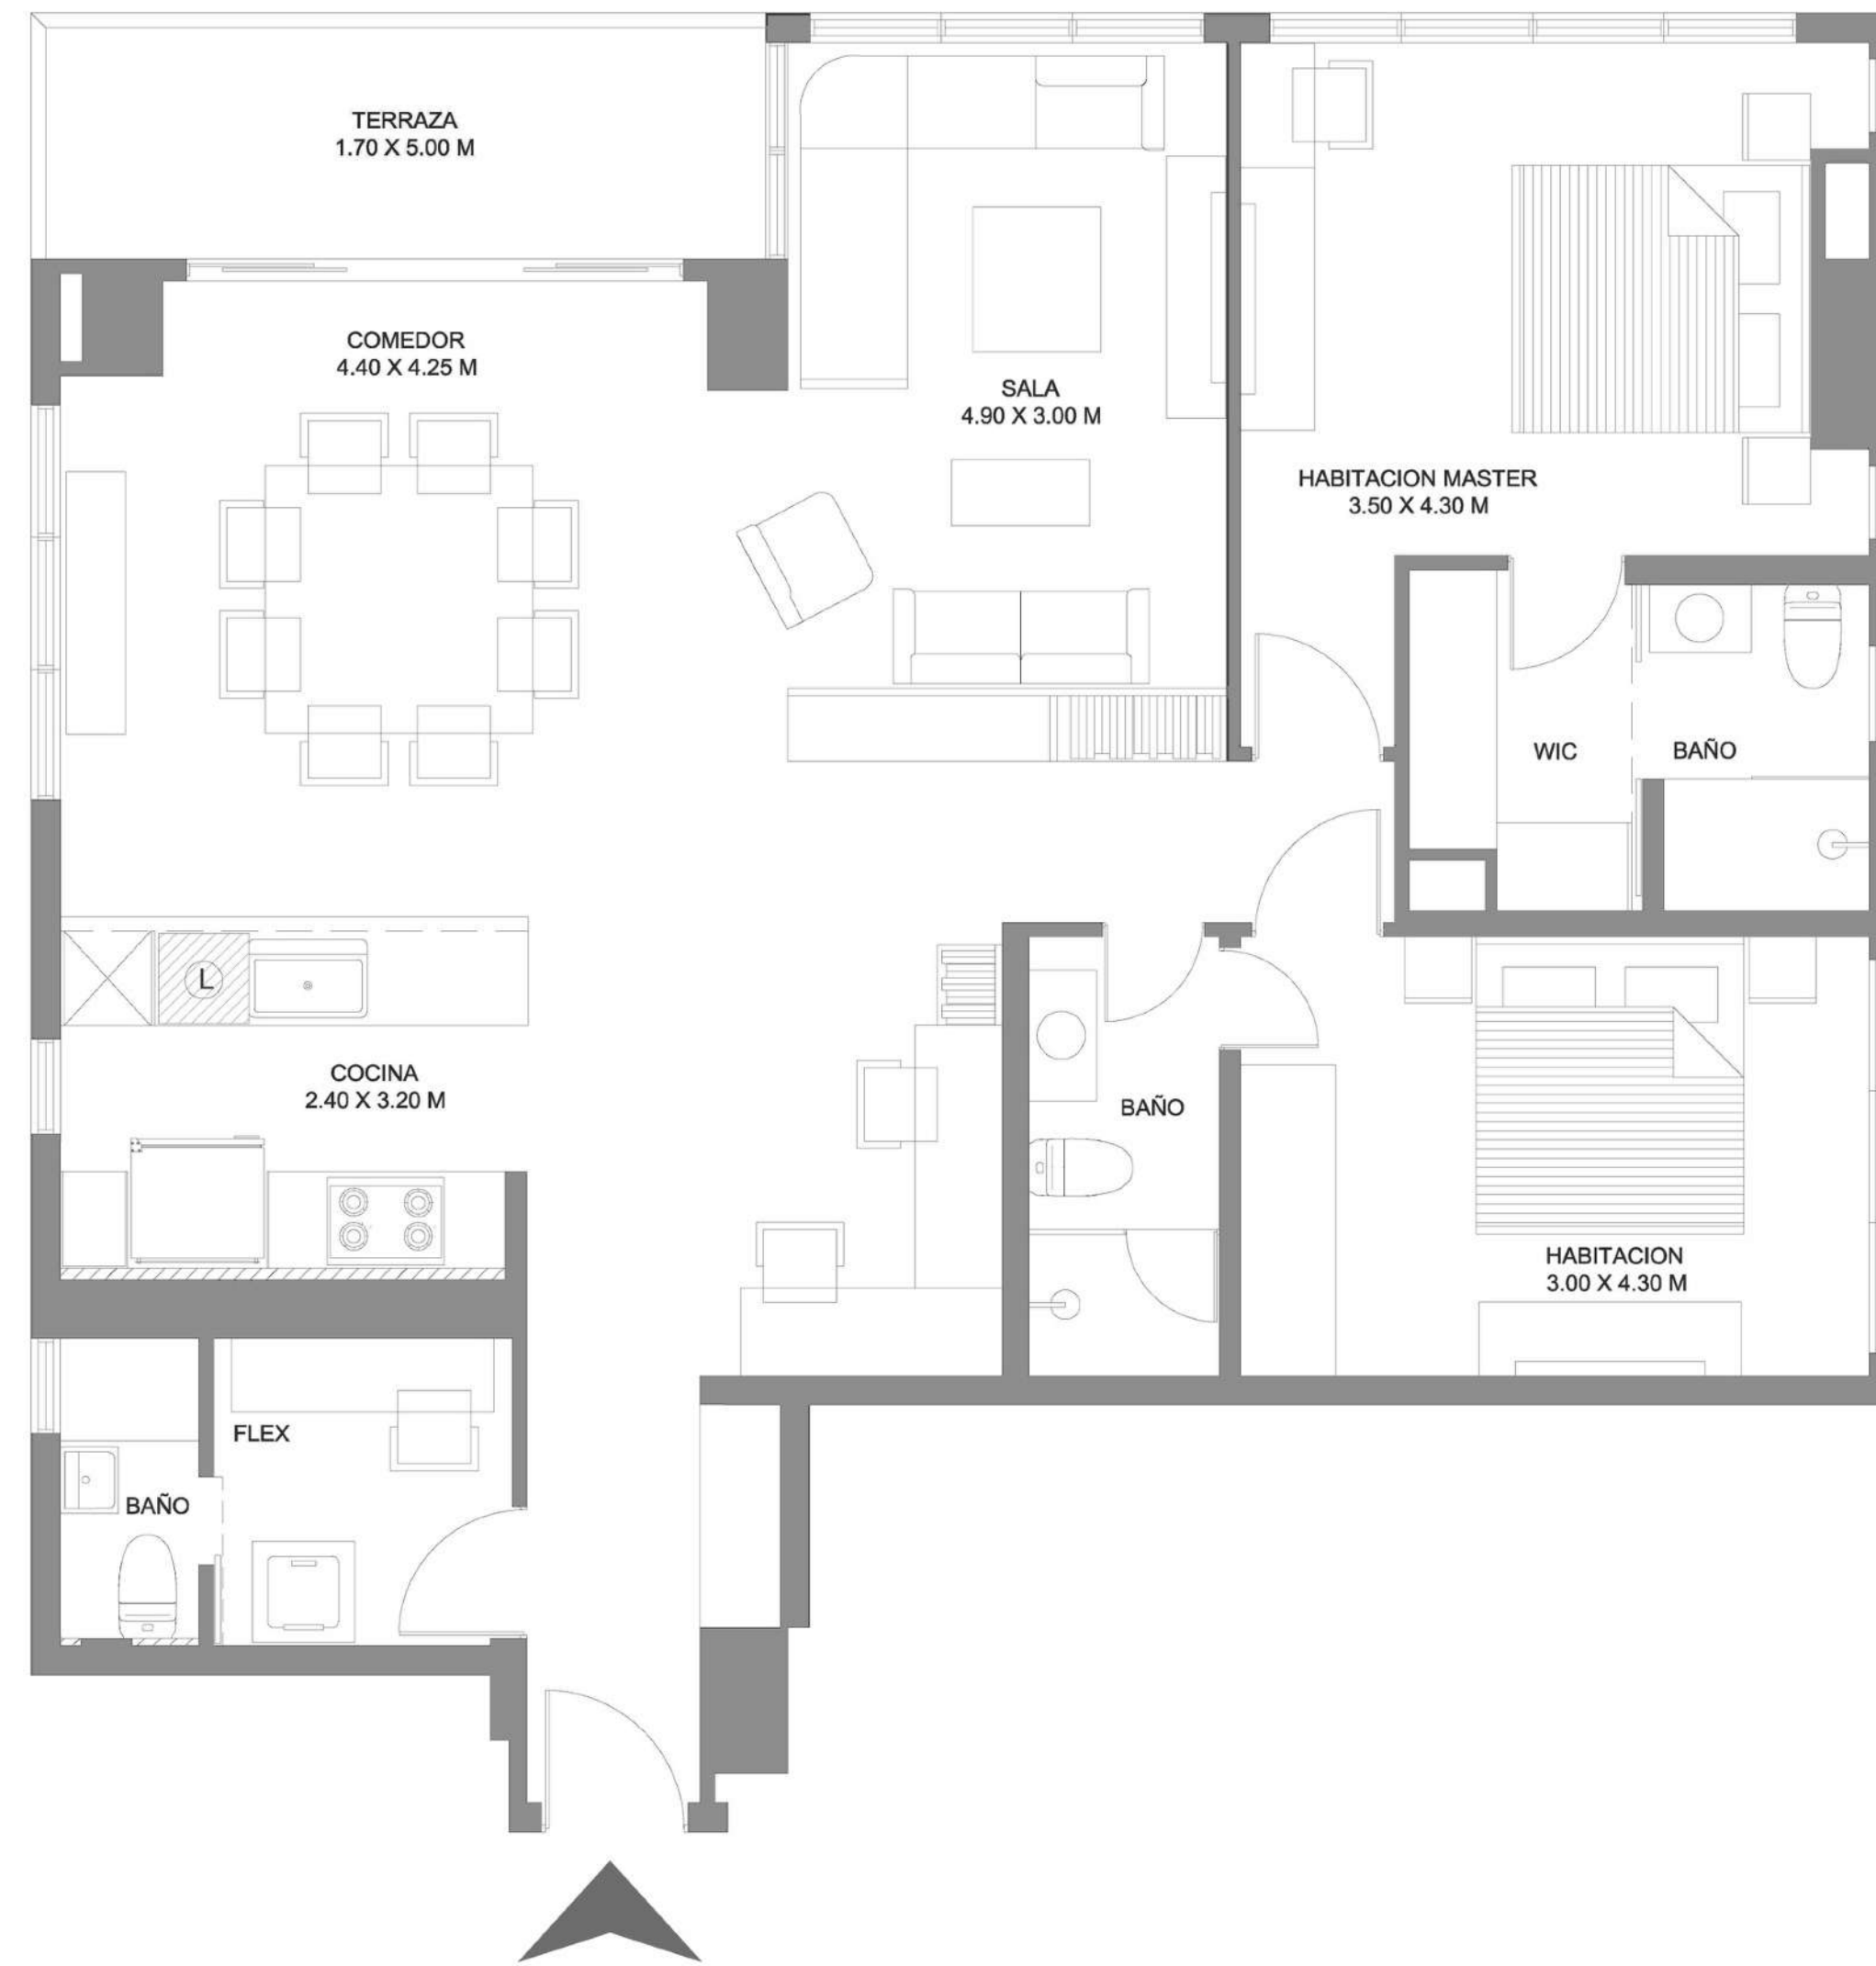 TERRAZA
1.70 X 5.00 M
COMEDOR
4.40 X 4.25 M
SALA
4.90 X 3.00 M
HABITACION MASTER
3.50 X 4.30 M
WIC
BAÑO
L
COCINA
2.40 X 3.20 M
BAÑO
HABITACION
3.00 X 4.30 M
FLEX
BAÑO